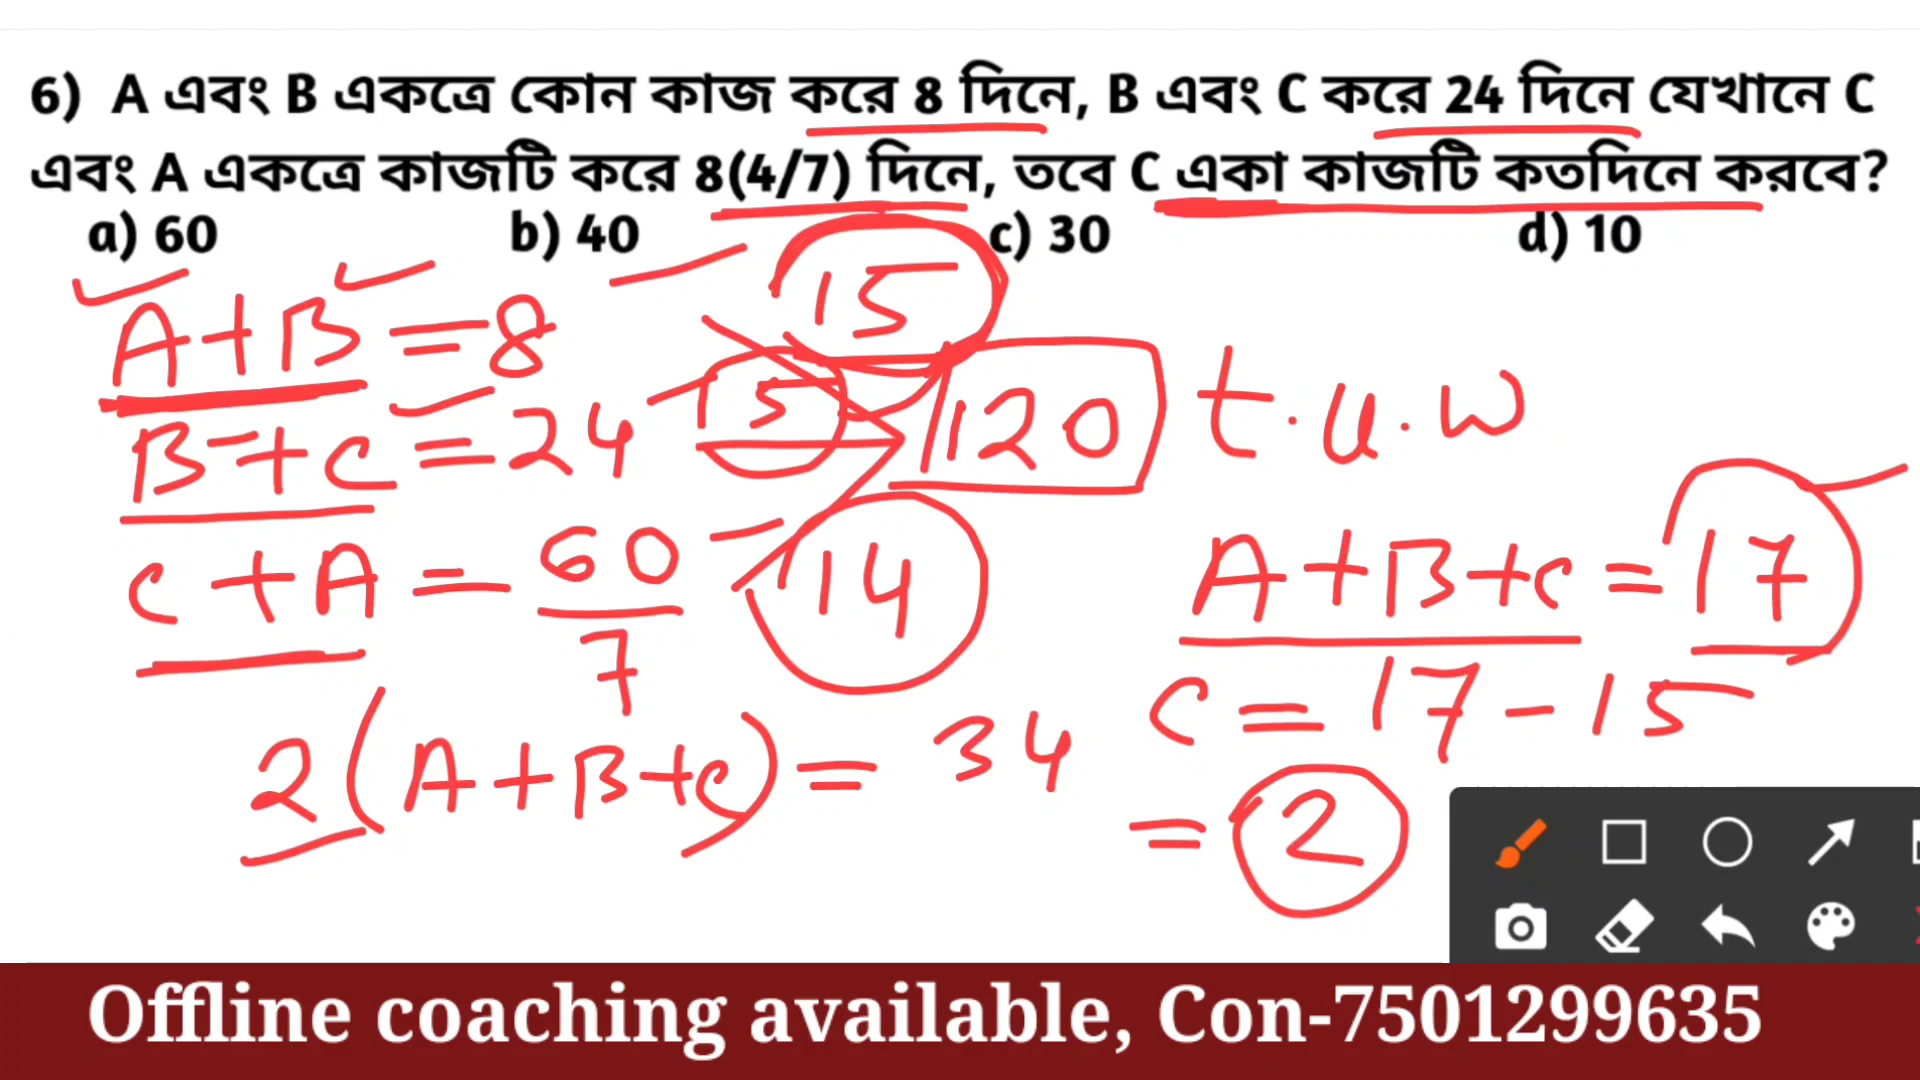 6) A এবং B একত্রে কোন কাজ করে 8 দিনে, B এবং C করে 24 দিনে যেখানে C
এবং A একত্রে কাজটি করে 8(4/7) দিনে, তবে C একা কাজটি কতদিনে করবে?
a) 60 b) 40 c) 30 d) 10
A+B=8 15
B+C=24 5 120 t.u.w
C+A=60/7 14
A+B+C=17
C=17-15
2(A+B+C)=34
=2
Offline coaching available, Con-7501299635